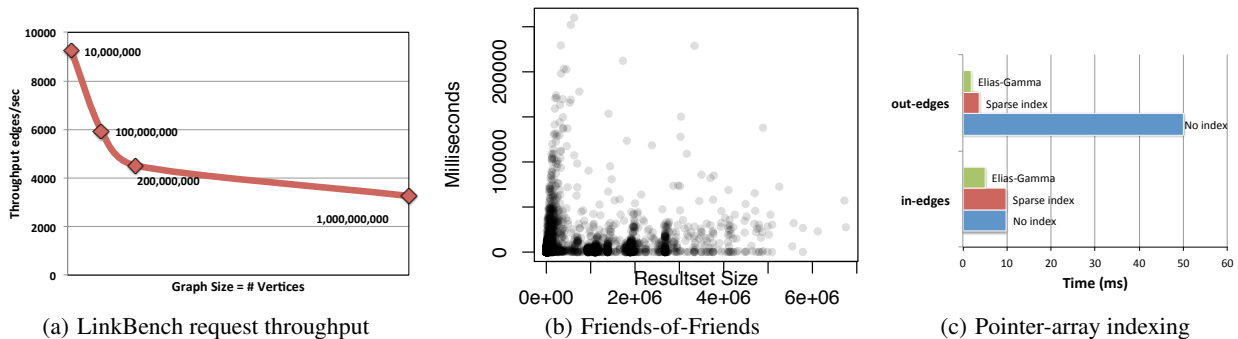 10000
8000
6000
4000
2000
0
Throughput edges/sec
10,000,000
100,000,000
200,000,000
1,000,000,000
Graph Size = # Vertices
(a) LinkBench request throughput
Milliseconds
0
50000
100000
200000
Resultset Size
0e+00 2e+06 4e+06 6e+06
(b) Friends-of-Friends
out-edges
Elias-Gamma
Sparse index
No index
in-edges
Elias-Gamma
Sparse index
No index
0 10 20 30 40 50 60
Time (ms)
(c) Pointer-array indexing